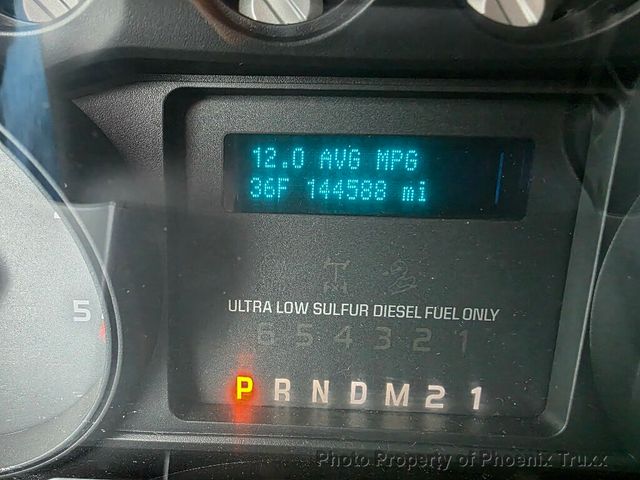 12.0 AVG MPG
36F 144588 mi
ULTRA LOW SULFUR DIESEL FUEL ONLY
6 5 4 3 2 1
5
P R N D M 2 1
Photo Property of Phoenix Truxx